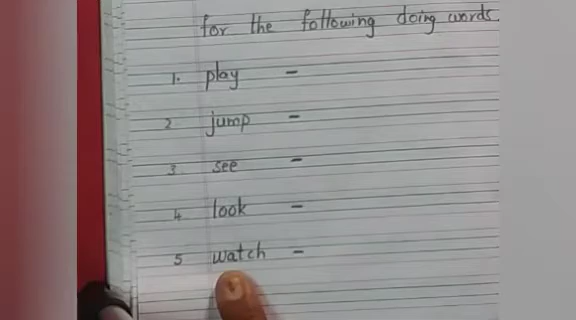 for the following doing words.
1. play -
2 jump -
3 see -
4. look -
5 watch -